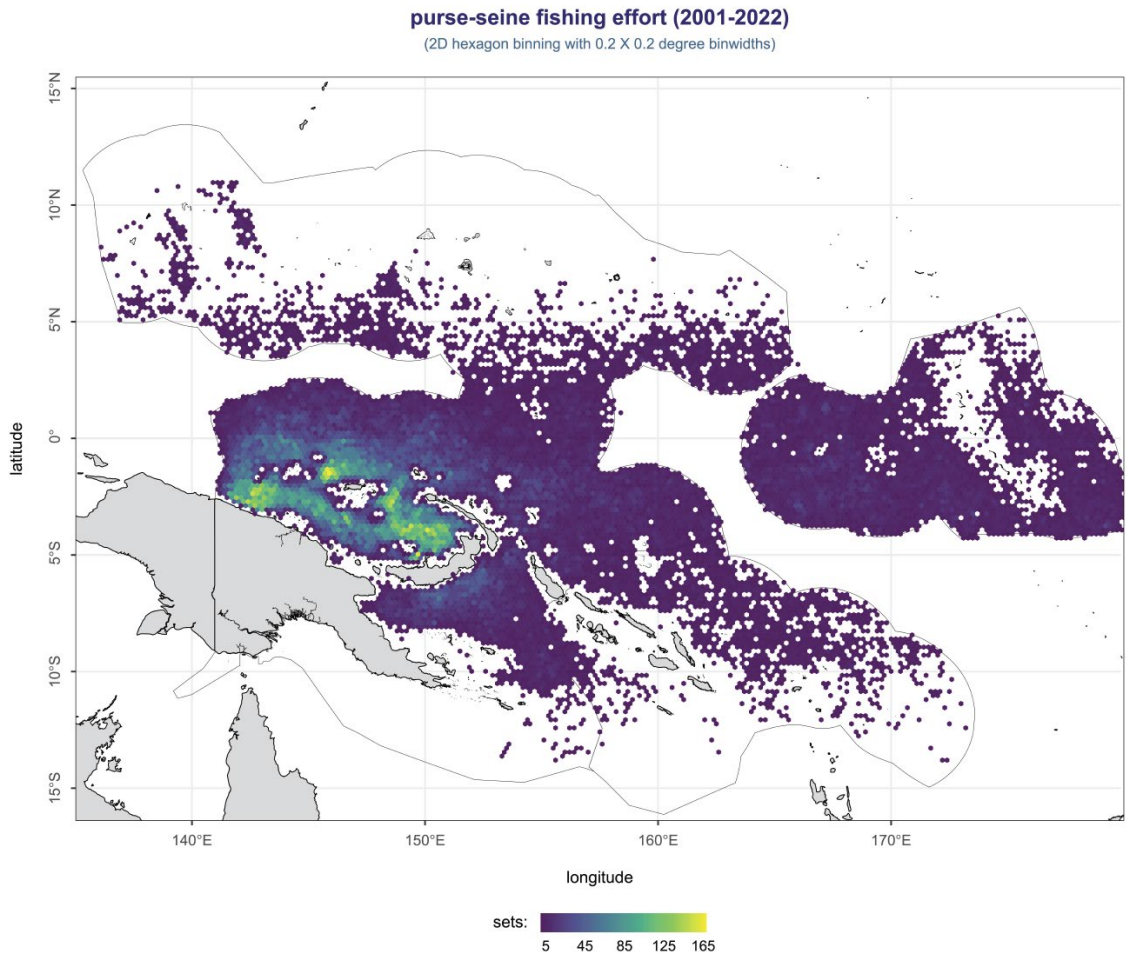 purse-seine fishing effort (2001-2022)
(2D hexagon binning with 0.2 X 0.2 degree binwidths)
15°N
10°N
5°N
0°
5°S
10°S
15°S
latitude
140°E 150°E 160°E 170°E
longitude
sets:
5 45 85 125 165